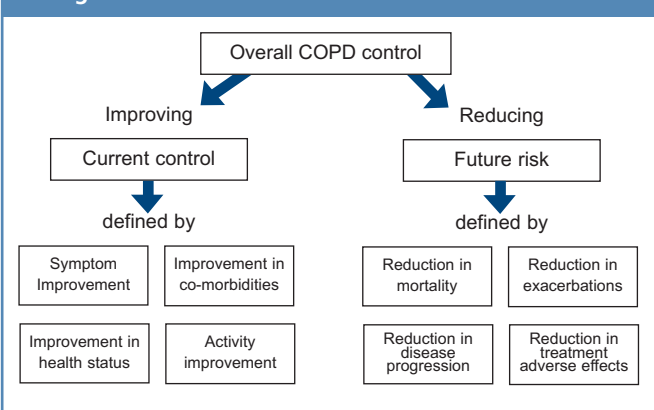 Overall COPD control
Improving
Reducing
Current control
Future risk
defined by
defined by
Symptom
Improvement
Improvement in
co-morbidities
Reduction in
mortality
Reduction in
exacerbations
Improvement in
health status
Activity
improvement
Reduction in
disease
progression
Reduction in
treatment
adverse effects